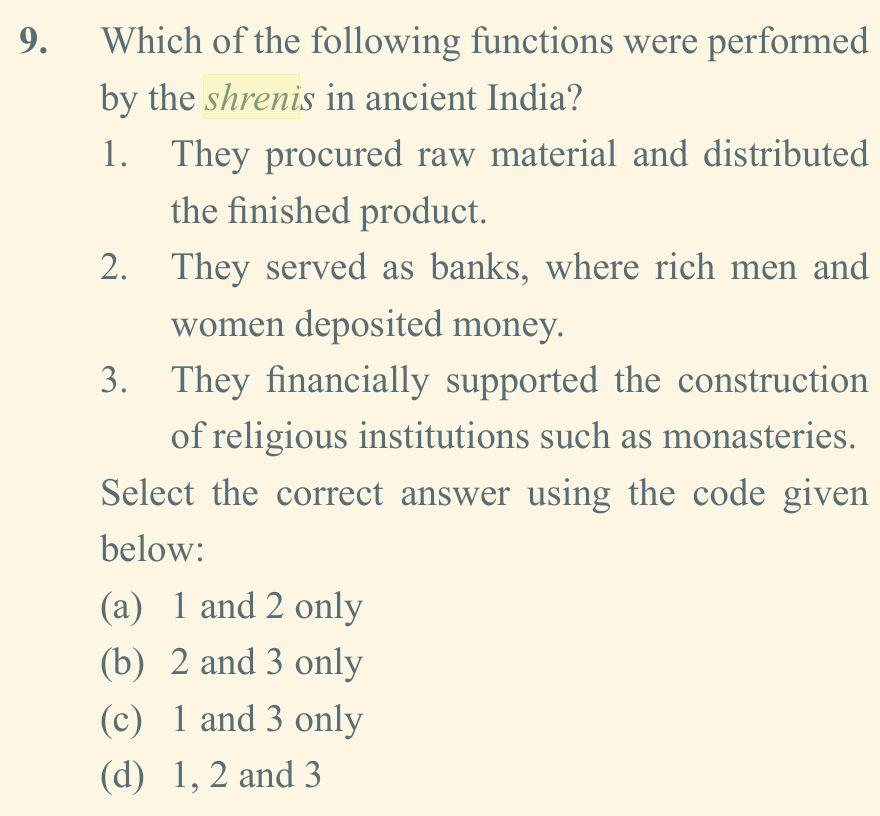 9. Which of the following functions were performed
by the shrenis in ancient India?
1. They procured raw material and distributed
the finished product.
2. They served as banks, where rich men and
women deposited money.
3. They financially supported the construction
of religious institutions such as monasteries.
Select the correct answer using the code given
below:
(a) 1 and 2 only
(b) 2 and 3 only
(c) 1 and 3 only
(d) 1, 2 and 3